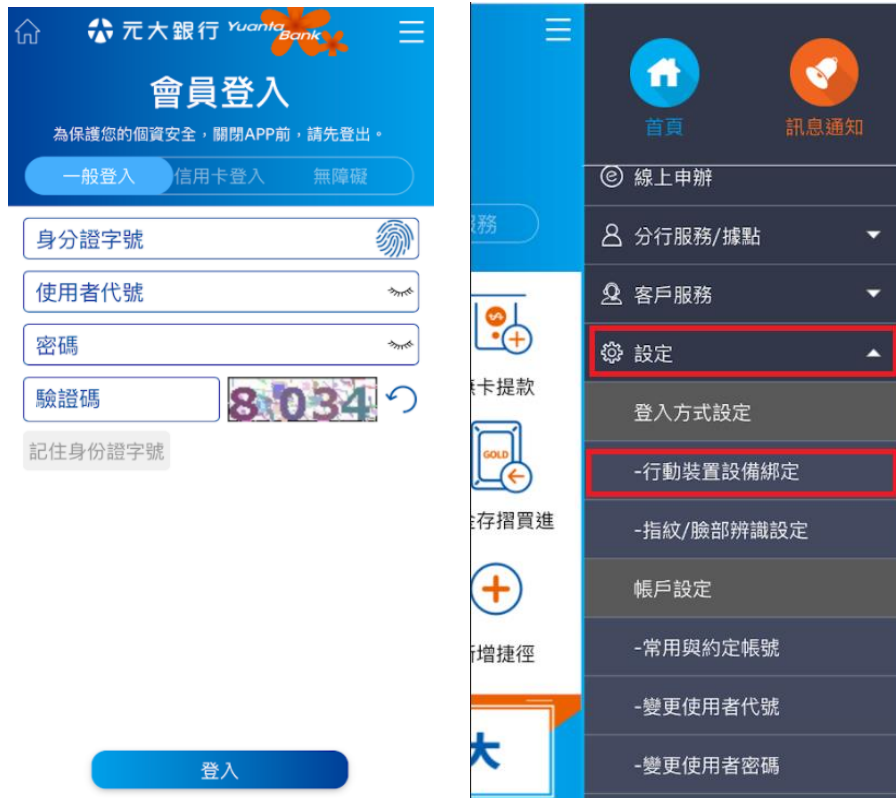 元大銀行 Yuanta Bank
會員登入
為保護您的個資安全，關閉APP前，請先登出。
一般登入 信用卡登入 無障礙
身分證字號
使用者代號
密碼
驗證碼 8034
記住身份證字號
登入
務
卡提款
GOLD
存摺買進
增捷徑
大
首頁 訊息通知
線上申辦
分行服務/據點
客戶服務
設定
登入方式設定
-行動裝置設備綁定
-指紋/臉部辨識設定
帳戶設定
-常用與約定帳號
-變更使用者代號
-變更使用者密碼